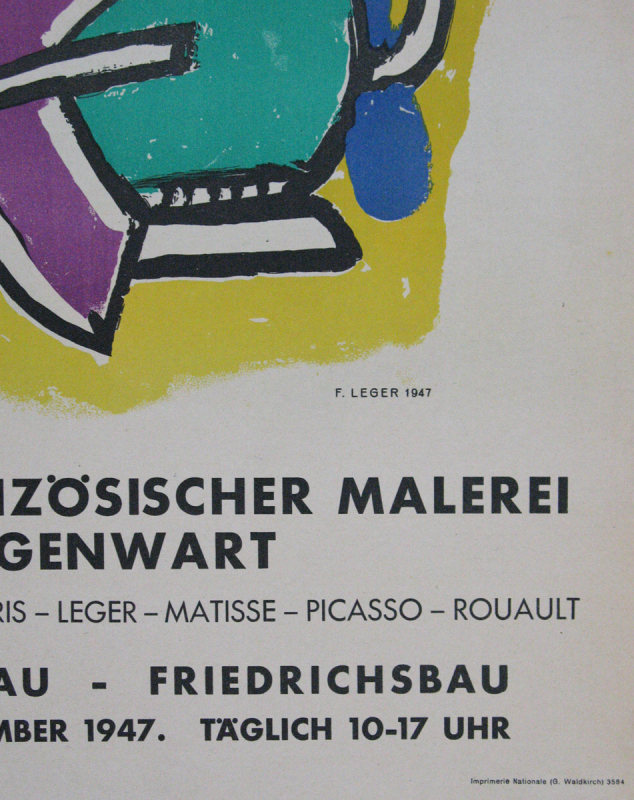 F. LEGER 1947
NZÖSISCHER MALEREI
GENWART
RIS – LEGER – MATISSE – PICASSO – ROUAULT
AU - FRIEDRICHSBAU
MBER 1947. TÄGLICH 10-17 UHR
Imprimerie Nationale (G. Waldkirch) 3584